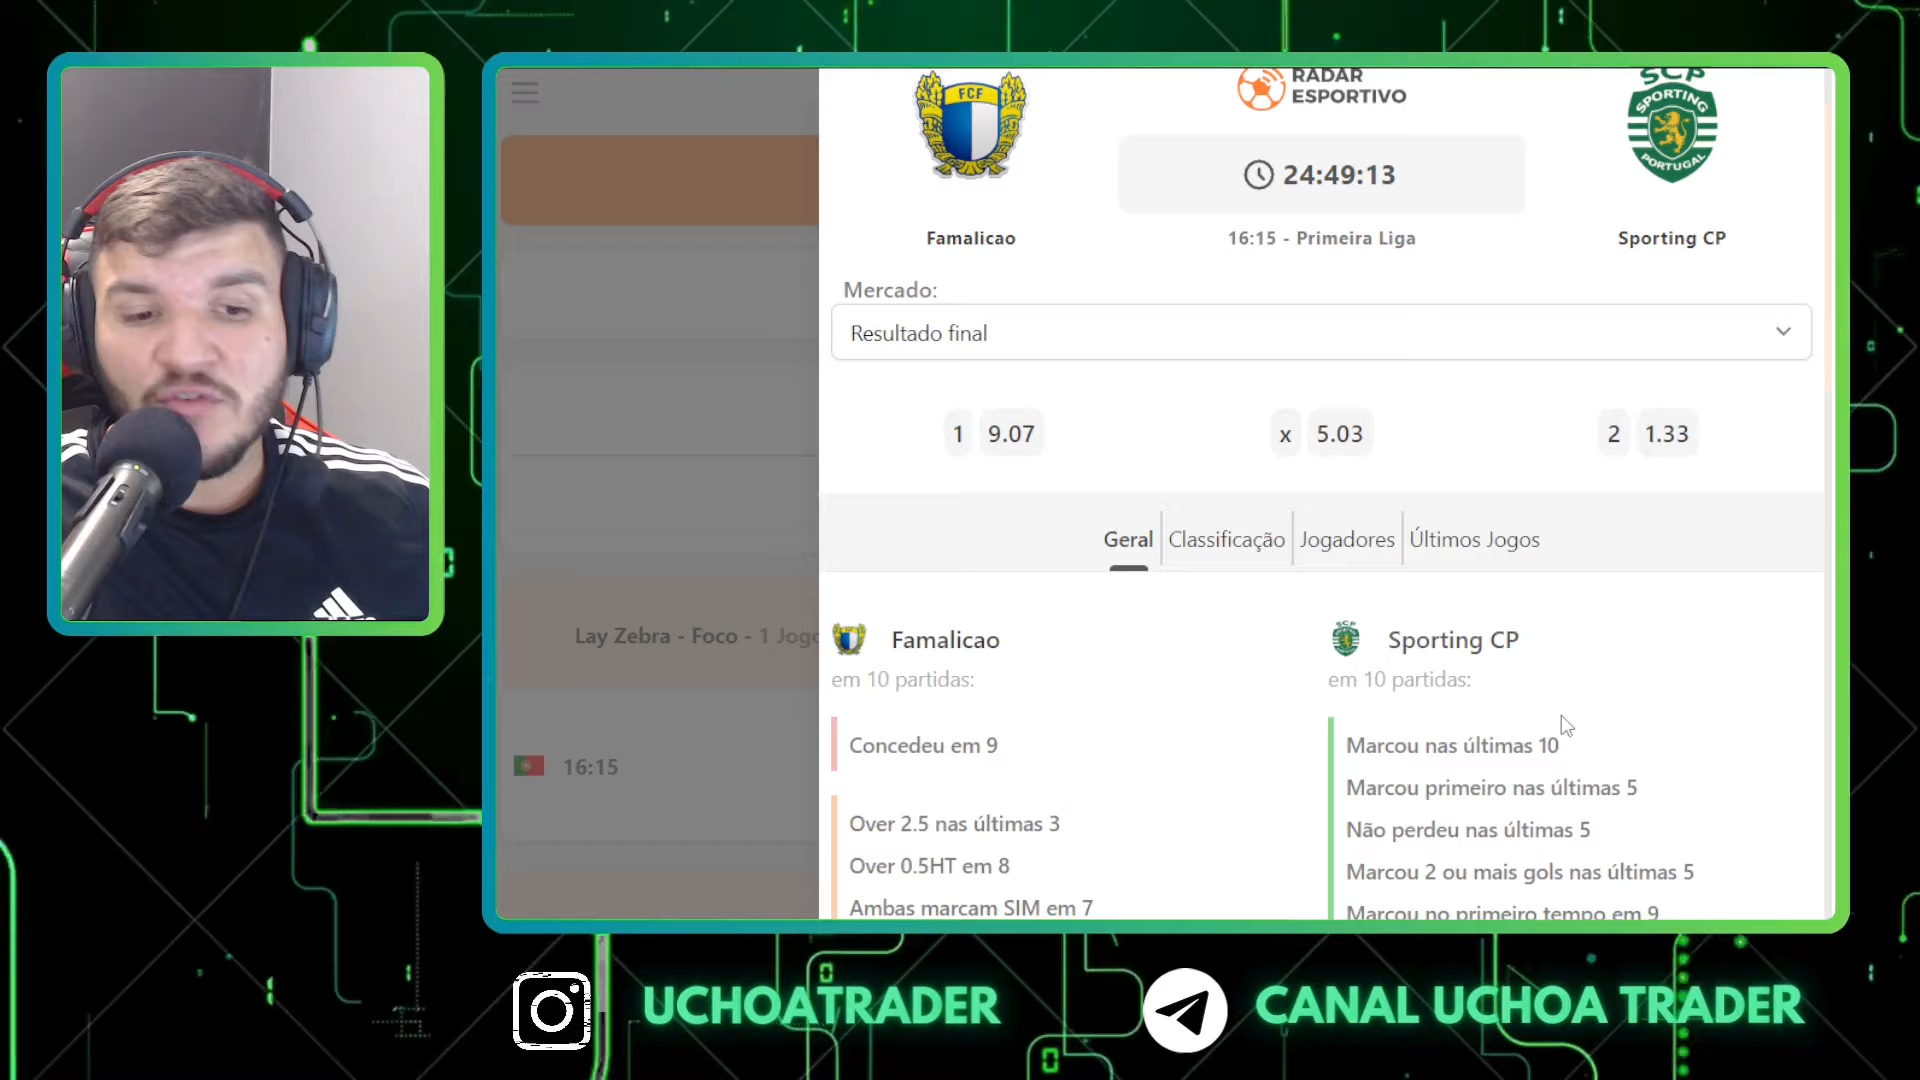 FCF
RADAR
ESPORTIVO
SCP
SPORTING
PORTUGAL
24:49:13
Famalicao
16:15 - Primeira Liga
Sporting CP
Mercado:
Resultado final
1 9.07
x 5.03
2 1.33
Geral
Classificação
Jogadores
Últimos Jogos
Lay Zebra - Foco - 1 Jogo
16:15
Famalicao
em 10 partidas:
Concedeu em 9
Over 2.5 nas últimas 3
Over 0.5HT em 8
Ambas marcam SIM em 7
Sporting CP
em 10 partidas:
Marcou nas últimas 10
Marcou primeiro nas últimas 5
Não perdeu nas últimas 5
Marcou 2 ou mais gols nas últimas 5
Marcou no primeiro tempo em 9
UCHOATRADER
CANAL UCHOA TRADER